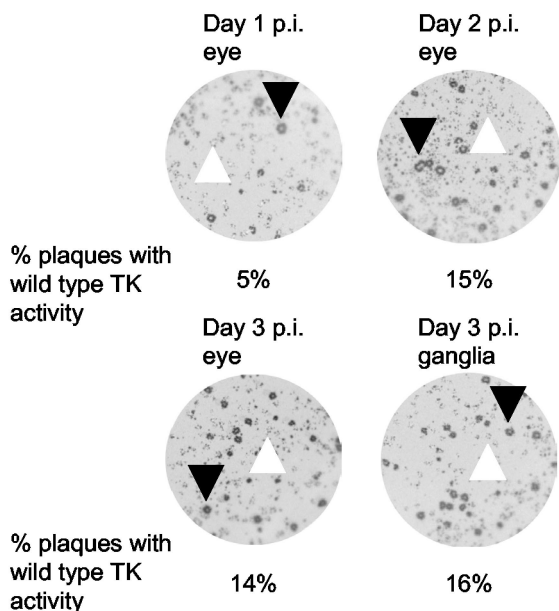 Day 1 p.i.
eye
Day 2 p.i.
eye
% plaques with
wild type TK
activity
5%
15%
Day 3 p.i.
eye
Day 3 p.i.
ganglia
% plaques with
wild type TK
activity
14%
16%